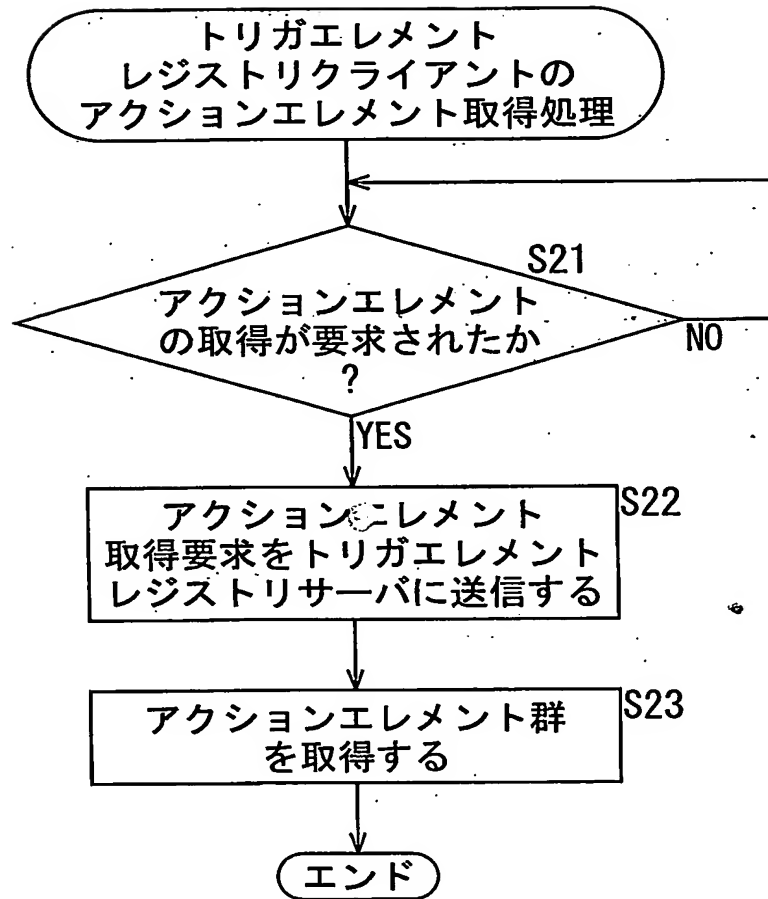 トリガエレメント
レジストリクライアントの
アクションエレメント取得処理
S21
アクションエレメント
の取得が要求されたか
?
NO
YES
S22
アクションエレメント
取得要求をトリガエレメント
レジストリサーバに送信する
S23
アクションエレメント群
を取得する
エンド